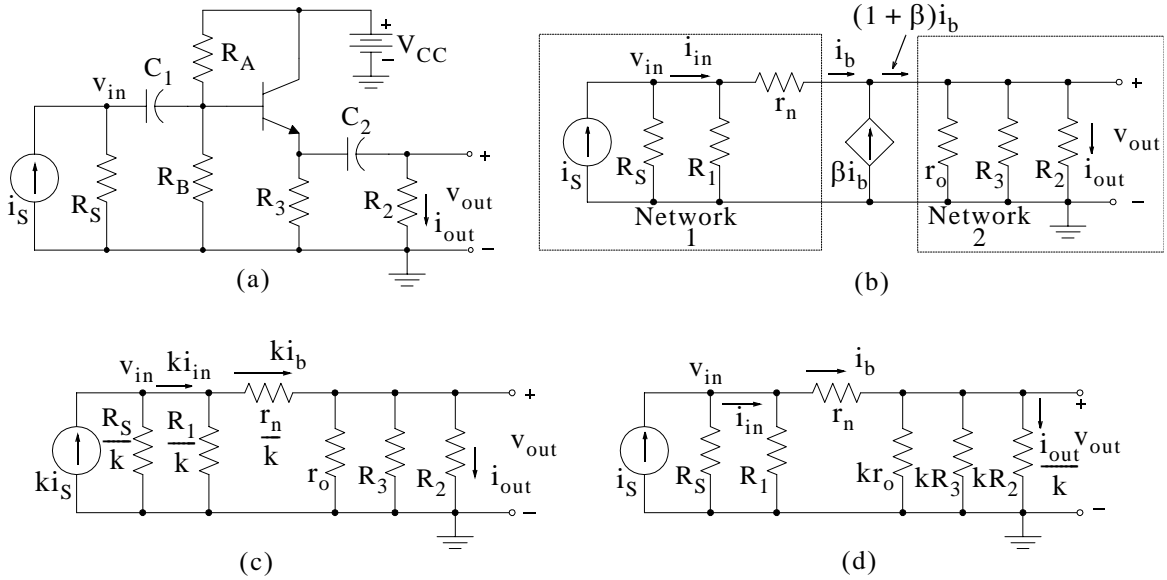 R_A
V_CC
+
−
C_1
v_in
C_2
i_S
R_S
R_B
R_3
R_2
i_out
v_out
+
−
(a)
(1 + β)i_b
v_in
i_in
i_b
r_n
i_S
R_S
R_1
βi_b
r_o
R_3
R_2
i_out
v_out
+
−
Network
1
Network
2
(b)
v_in
ki_in
ki_b
ki_S
R_S/k
R_1/k
r_n/k
r_o
R_3
R_2
i_out
v_out
+
−
(c)
v_in
i_in
i_b
r_n
i_S
R_S
R_1
kr_o
kR_3
kR_2
i_out/k
v_out
+
−
(d)